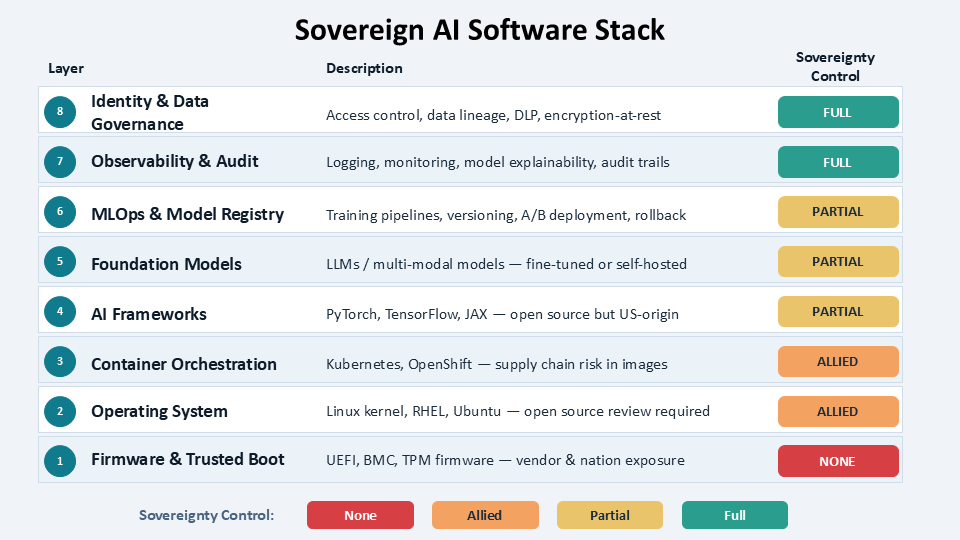 Sovereign AI Software Stack
Layer
Description
Sovereignty
Control
8
Identity & Data
Governance
Access control, data lineage, DLP, encryption-at-rest
FULL
7
Observability & Audit
Logging, monitoring, model explainability, audit trails
FULL
6
MLOps & Model Registry
Training pipelines, versioning, A/B deployment, rollback
PARTIAL
5
Foundation Models
LLMs / multi-modal models — fine-tuned or self-hosted
PARTIAL
4
AI Frameworks
PyTorch, TensorFlow, JAX — open source but US-origin
PARTIAL
3
Container Orchestration
Kubernetes, OpenShift — supply chain risk in images
ALLIED
2
Operating System
Linux kernel, RHEL, Ubuntu — open source review required
ALLIED
1
Firmware & Trusted Boot
UEFI, BMC, TPM firmware — vendor & nation exposure
NONE
Sovereignty Control:
None
Allied
Partial
Full